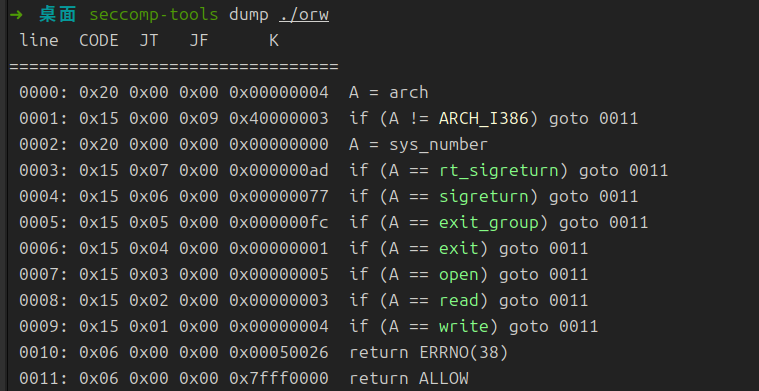 ➜ 桌面 seccomp-tools dump ./orw
line CODE JT JF K
=================================
0000: 0x20 0x00 0x00 0x00000004 A = arch
0001: 0x15 0x00 0x09 0x40000003 if (A != ARCH_I386) goto 0011
0002: 0x20 0x00 0x00 0x00000000 A = sys_number
0003: 0x15 0x07 0x00 0x000000ad if (A == rt_sigreturn) goto 0011
0004: 0x15 0x06 0x00 0x00000077 if (A == sigreturn) goto 0011
0005: 0x15 0x05 0x00 0x000000fc if (A == exit_group) goto 0011
0006: 0x15 0x04 0x00 0x00000001 if (A == exit) goto 0011
0007: 0x15 0x03 0x00 0x00000005 if (A == open) goto 0011
0008: 0x15 0x02 0x00 0x00000003 if (A == read) goto 0011
0009: 0x15 0x01 0x00 0x00000004 if (A == write) goto 0011
0010: 0x06 0x00 0x00 0x00050026 return ERRNO(38)
0011: 0x06 0x00 0x00 0x7fff0000 return ALLOW